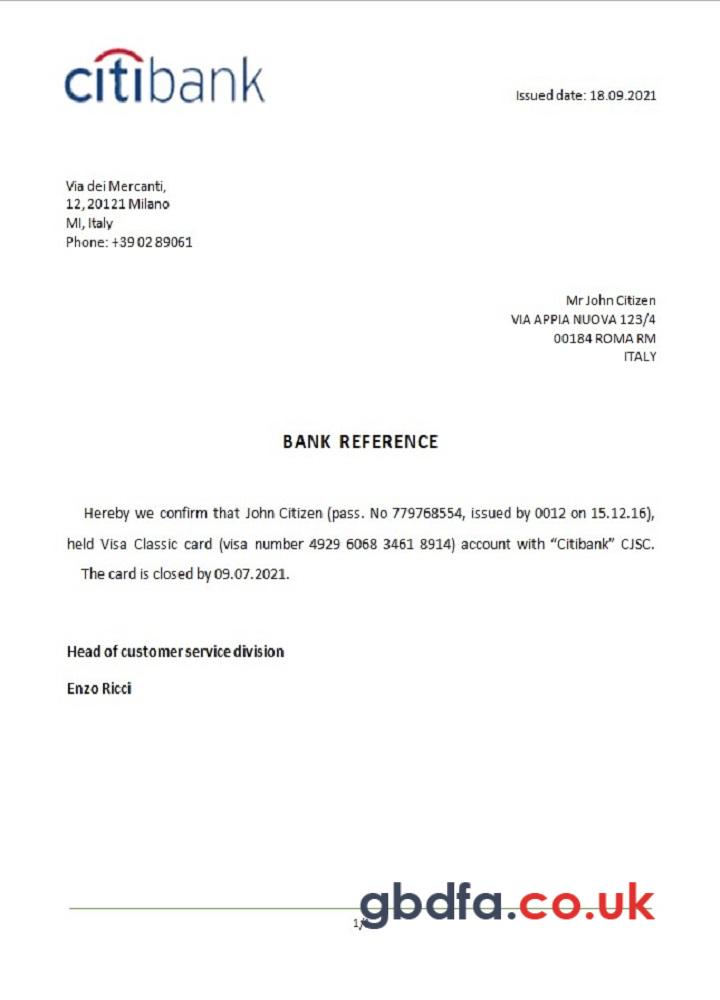 citibank
Issued date: 18.09.2021
Via dei Mercanti,
12, 20121 Milano
MI, Italy
Phone: +39 02 89061
Mr John Citizen
VIA APPIA NUOVA 123/4
00184 ROMA RM
ITALY
BANK REFERENCE
Hereby we confirm that John Citizen (pass. No 779768554, issued by 0012 on 15.12.16),
held Visa Classic card (visa number 4929 6068 3461 8914) account with “Citibank” CJSC.
The card is closed by 09.07.2021.
Head of customer service division
Enzo Ricci
gbdfa.co.uk
1/